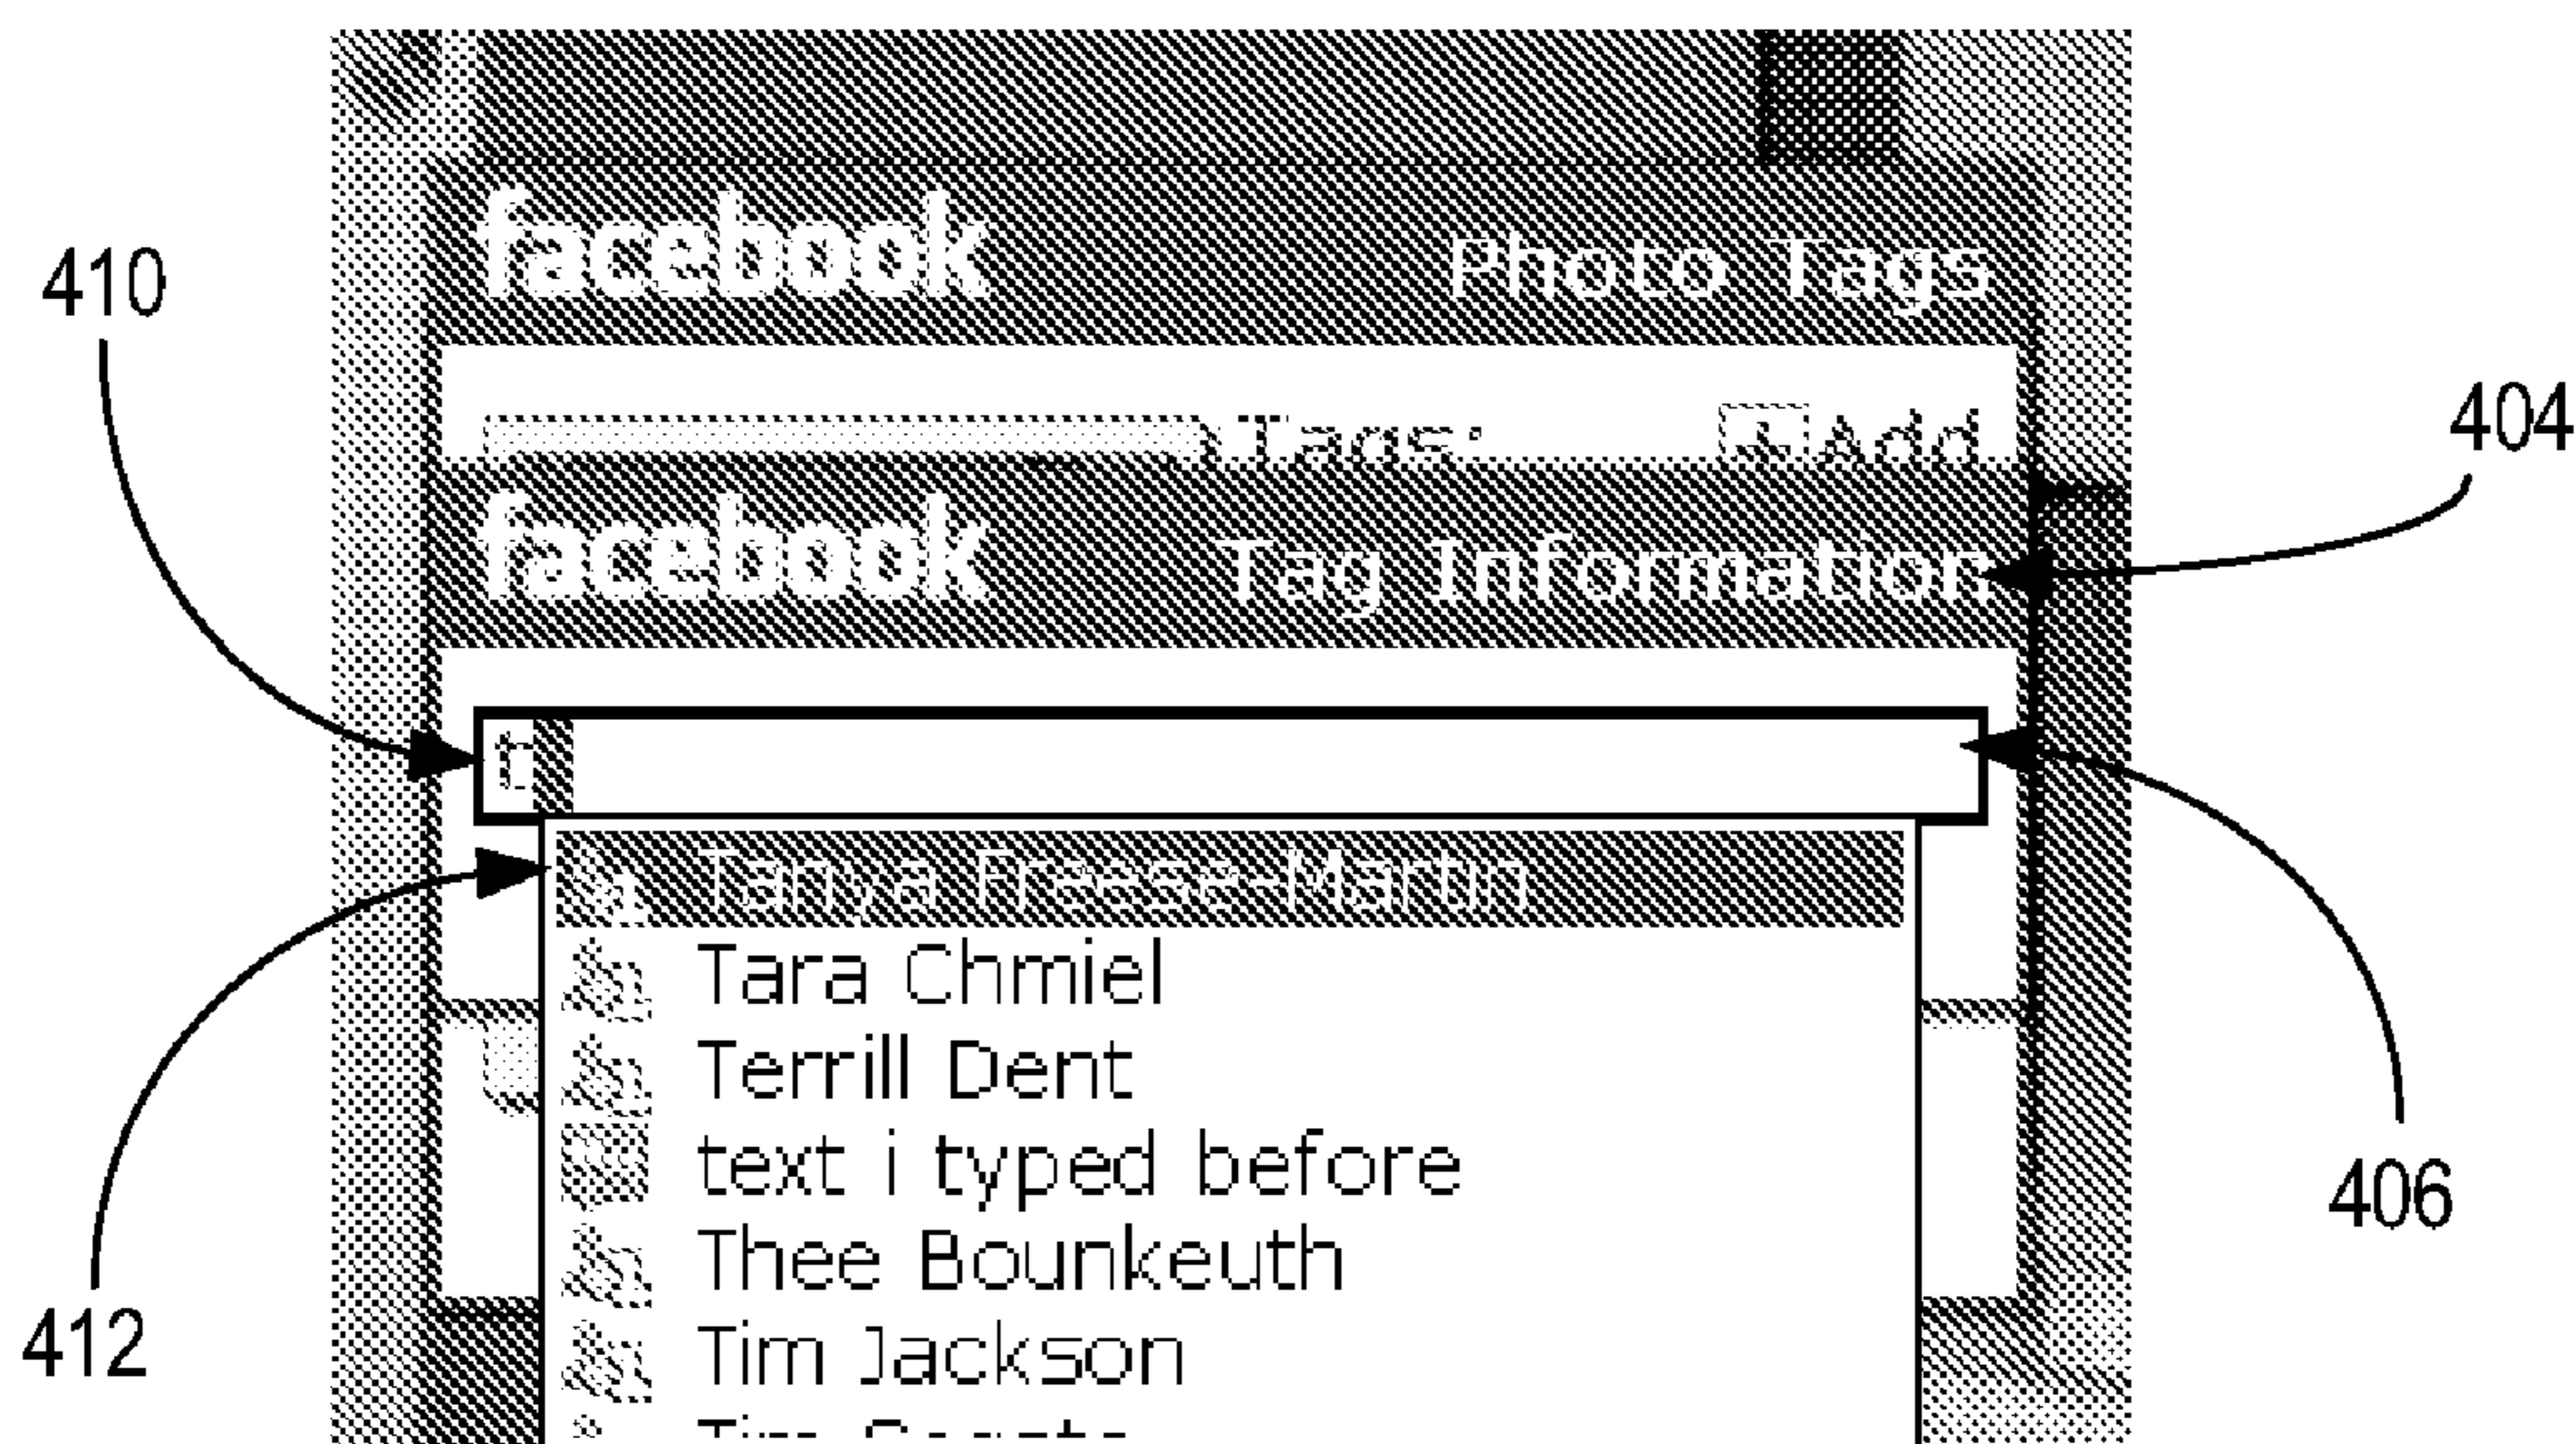 facebook Photo Tags
410
Tags: Add
404
facebook Tag Information
t
Tanya Freese-Martin
Tara Chmiel
Terrill Dent
text i typed before
406
Thee Bounkeuth
Tim Jackson
412